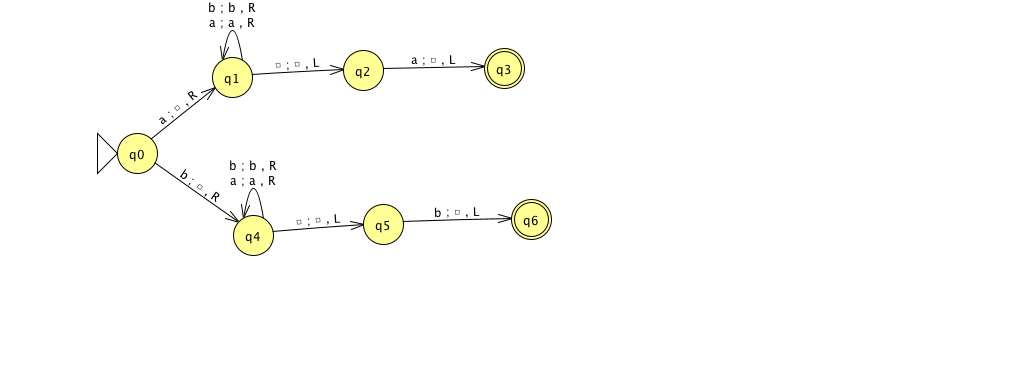 b ; b , R
a ; a , R
q1
□ ; □ , L
q2
a ; □ , L
q3
a ; □ , R
q0
b ; □ , R
b ; b , R
a ; a , R
q4
□ ; □ , L
q5
b ; □ , L
q6